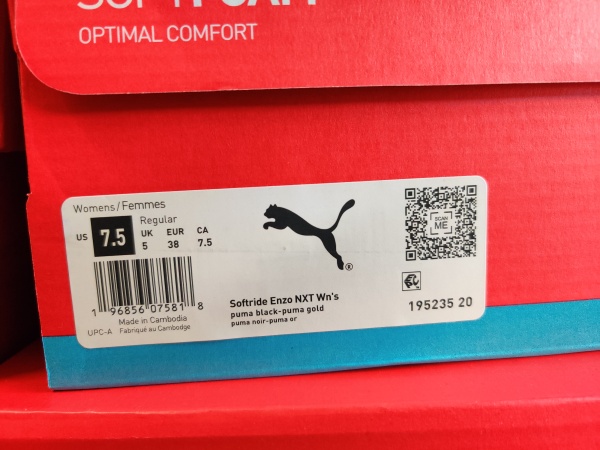 SOFTFOAM
OPTIMAL COMFORT
Womens/Femmes
Regular
US 7.5 UK 5 EUR 38 CA 7.5
1 96856 07581 8
Made in Cambodia
UPC-A Fabriqué au Cambodge
SCAN ME
®
Softride Enzo NXT Wn's
puma black-puma gold
puma noir-puma or
195235 20